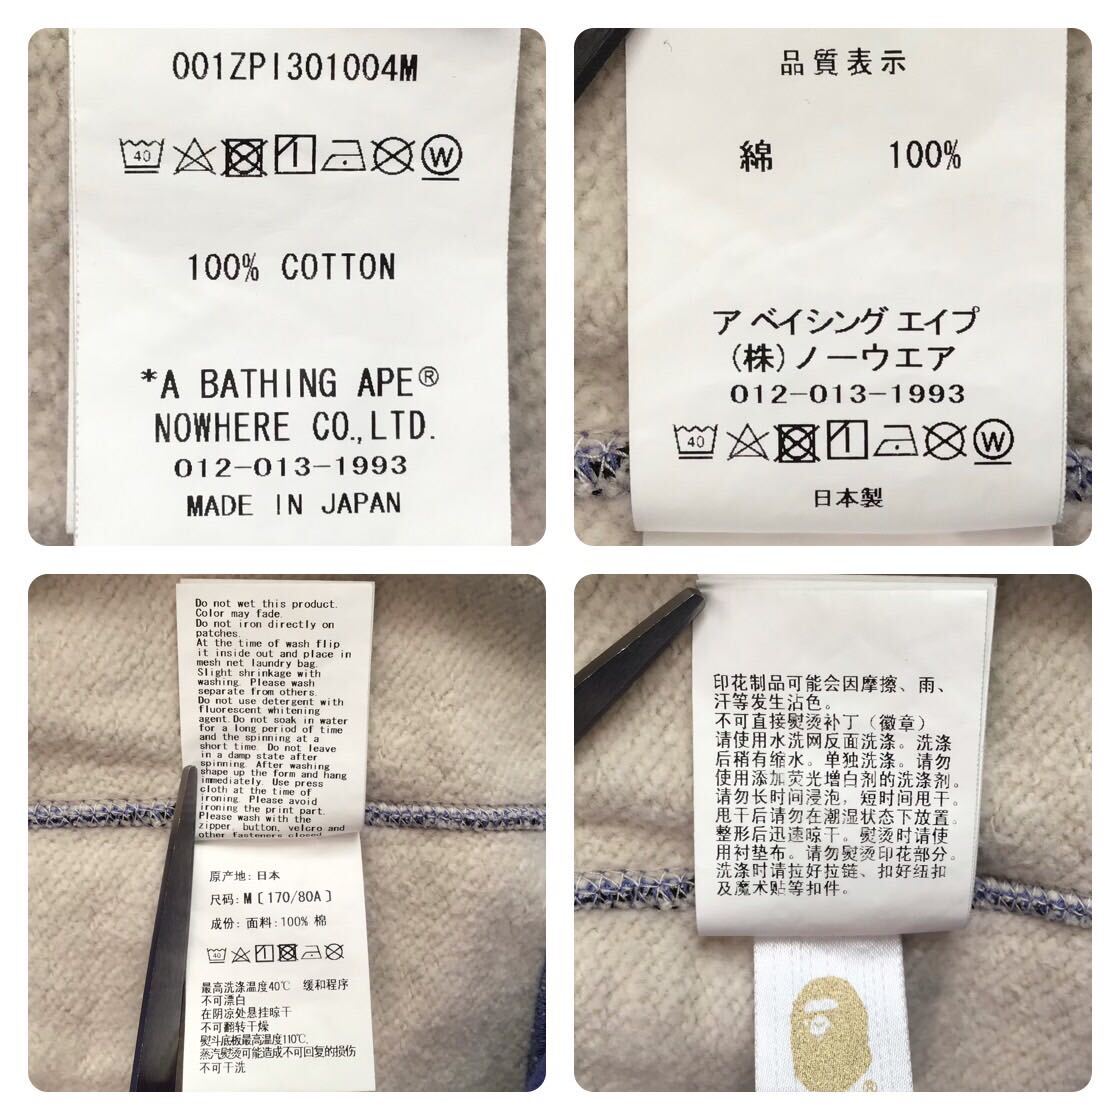 001ZPI301004M
40 W
100% COTTON
*A BATHING APE®
NOWHERE CO.,LTD.
012-013-1993
MADE IN JAPAN
品質表示
綿 100%
ア ベイシング エイプ
(株)ノーウエア
012-013-1993
40 W
日本製
Do not wet this product.
Color may fade.
Do not iron directly on
patches.
At the time of wash flip
it inside out and place in
mesh net laundry bag.
Slight shrinkage with
washing. Please wash
separate from others.
Do not use detergent with
fluorescent whitening
agent.Do not soak in water
for a long period of time
and the spinning at a
short time. Do not leave
in a damp state after
spinning. After washing
shape up the form and hang
immediately. Use press
cloth at the time of
ironing. Please avoid
ironing the print part.
Please wash with the
zipper, button, velcro and
other fasteners closed
原产地: 日本
尺码: M〔170/80A〕
成份: 面料:100% 棉
40
最高洗涤温度40℃ 缓和程序
不可漂白
在阴凉处悬挂晾干
不可翻转干燥
熨斗底板最高温度110℃,
蒸汽熨烫可能造成不可回复的损伤
不可干洗
印花制品可能会因摩擦、雨、
汗等发生沾色。
不可直接熨烫补丁（徽章）
请使用水洗网反面洗涤。洗涤
后稍有缩水。单独洗涤。请勿
使用添加荧光增白剂的洗涤剂。
请勿长时间浸泡，短时间甩干。
甩干后请勿在潮湿状态下放置。
整形后迅速晾干。熨烫时请使
用衬垫布。请勿熨烫印花部分。
洗涤时请拉好拉链、扣好纽扣
及魔术贴等扣件。
®